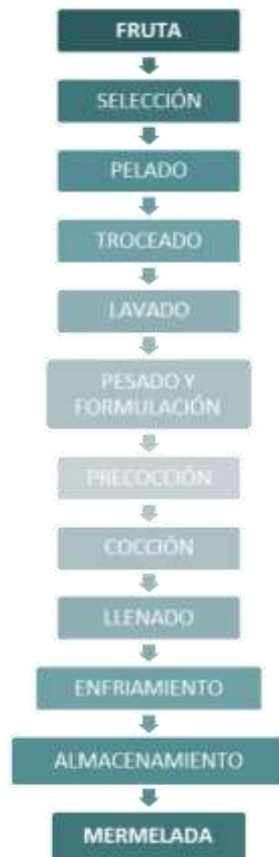 FRUTA
SELECCIÓN
PELADO
TROCEADO
LAVADO
PESADO Y
FORMULACIÓN
PRECOCCIÓN
COCCIÓN
LLENADO
ENFRIAMIENTO
ALMACENAMIENTO
MERMELADA